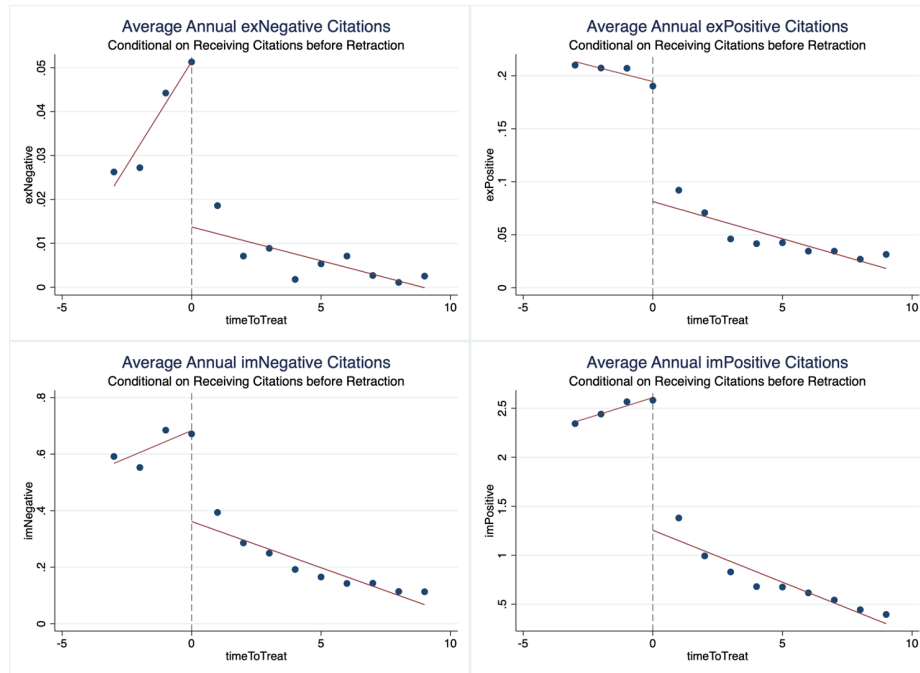 Average Annual exNegative Citations
Conditional on Receiving Citations before Retraction
exNegative
.05
.04
.03
.02
.01
0
-5
0
5
10
timeToTreat
Average Annual exPositive Citations
Conditional on Receiving Citations before Retraction
exPositive
.2
.15
.1
.05
0
-5
0
5
10
timeToTreat
Average Annual imNegative Citations
Conditional on Receiving Citations before Retraction
imNegative
.8
.6
.4
.2
0
-5
0
5
10
timeToTreat
Average Annual imPositive Citations
Conditional on Receiving Citations before Retraction
imPositive
2.5
2
1.5
1
.5
-5
0
5
10
timeToTreat